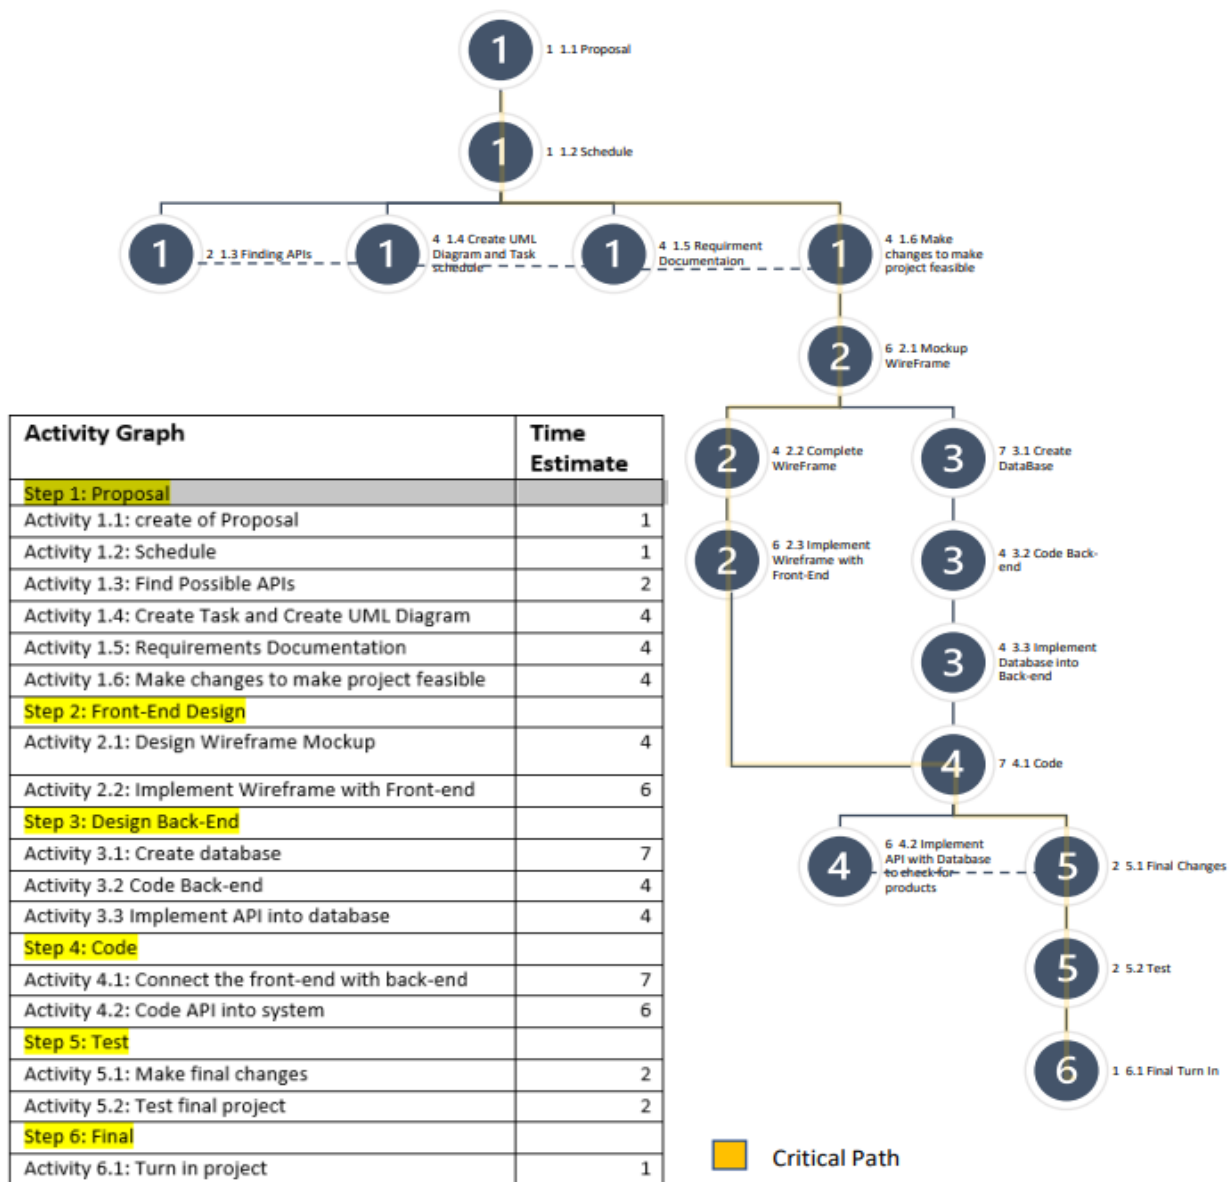 1
1 1.1 Proposal
1
1 1.2 Schedule
1
2 1.3 Finding APIs
1
4 1.4 Create UML
Diagram and Task
schedule
1
4 1.5 Requirment
Documentaion
1
4 1.6 Make
changes to make
project feasible
2
6 2.1 Mockup
WireFrame
2
4 2.2 Complete
WireFrame
3
7 3.1 Create
DataBase
2
6 2.3 Implement
Wireframe with
Front-End
3
4 3.2 Code Back-
end
3
4 3.3 Implement
Database into
Back-end
4
7 4.1 Code
4
6 4.2 Implement
API with Database
to check for
products
5
2 5.1 Final Changes
5
2 5.2 Test
6
1 6.1 Final Turn In
Critical Path
Activity Graph Time
Estimate
Step 1: Proposal
Activity 1.1: create of Proposal 1
Activity 1.2: Schedule 1
Activity 1.3: Find Possible APIs 2
Activity 1.4: Create Task and Create UML Diagram 4
Activity 1.5: Requirements Documentation 4
Activity 1.6: Make changes to make project feasible 4
Step 2: Front-End Design
Activity 2.1: Design Wireframe Mockup 4
Activity 2.2: Implement Wireframe with Front-end 6
Step 3: Design Back-End
Activity 3.1: Create database 7
Activity 3.2 Code Back-end 4
Activity 3.3 Implement API into database 4
Step 4: Code
Activity 4.1: Connect the front-end with back-end 7
Activity 4.2: Code API into system 6
Step 5: Test
Activity 5.1: Make final changes 2
Activity 5.2: Test final project 2
Step 6: Final
Activity 6.1: Turn in project 1